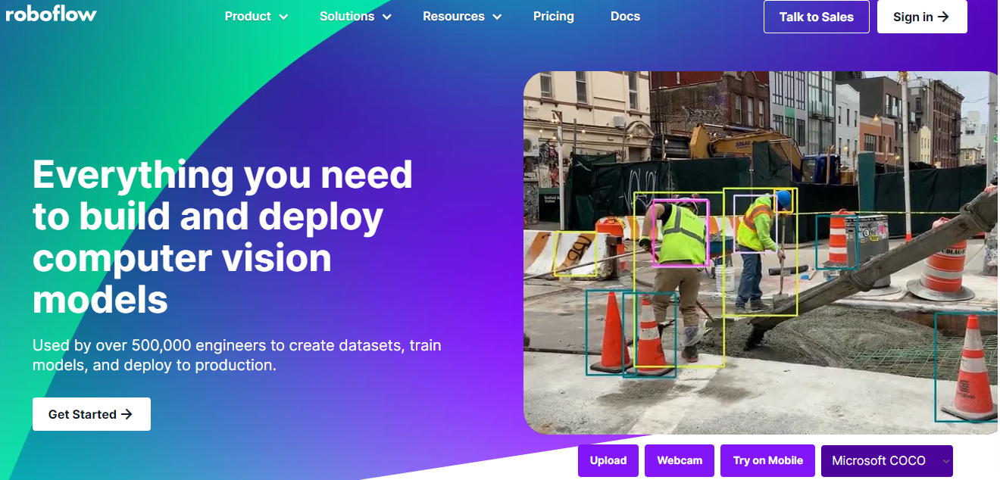 roboflow
Product
Solutions
Resources
Pricing
Docs
Talk to Sales
Sign in →
Everything you need
to build and deploy
computer vision
models
Used by over 500,000 engineers to create datasets, train
models, and deploy to production.
Get Started →
Upload
Webcam
Try on Mobile
Microsoft COCO